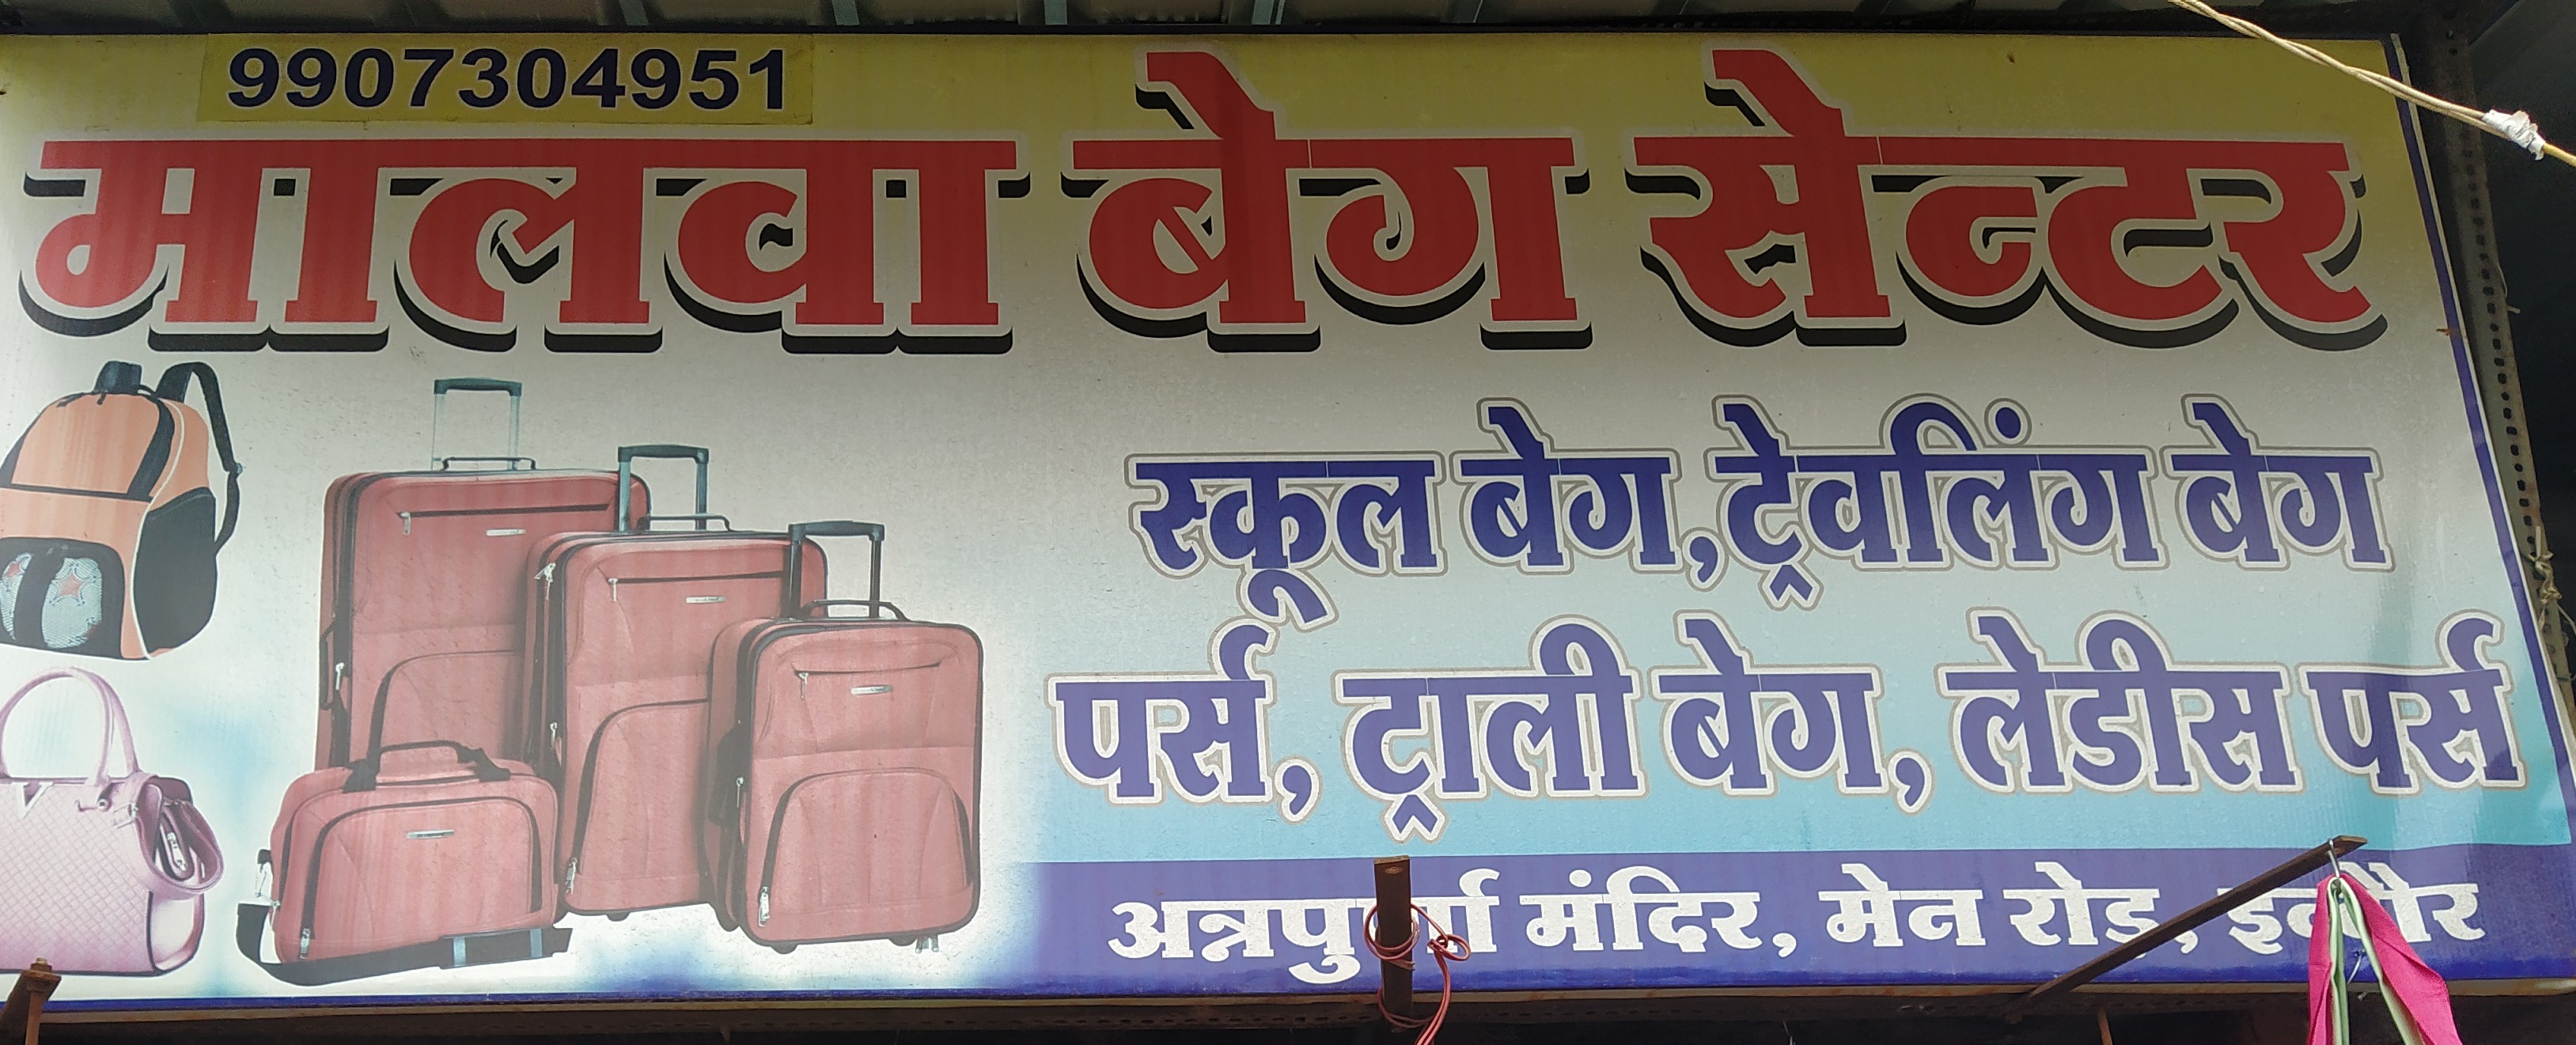 9907304951
मालवा बेग सेन्टर
स्कूल बेग,ट्रेवलिंग बेग
पर्स, ट्राली बेग, लेडीस पर्स
मंदिर, मेन रोड,